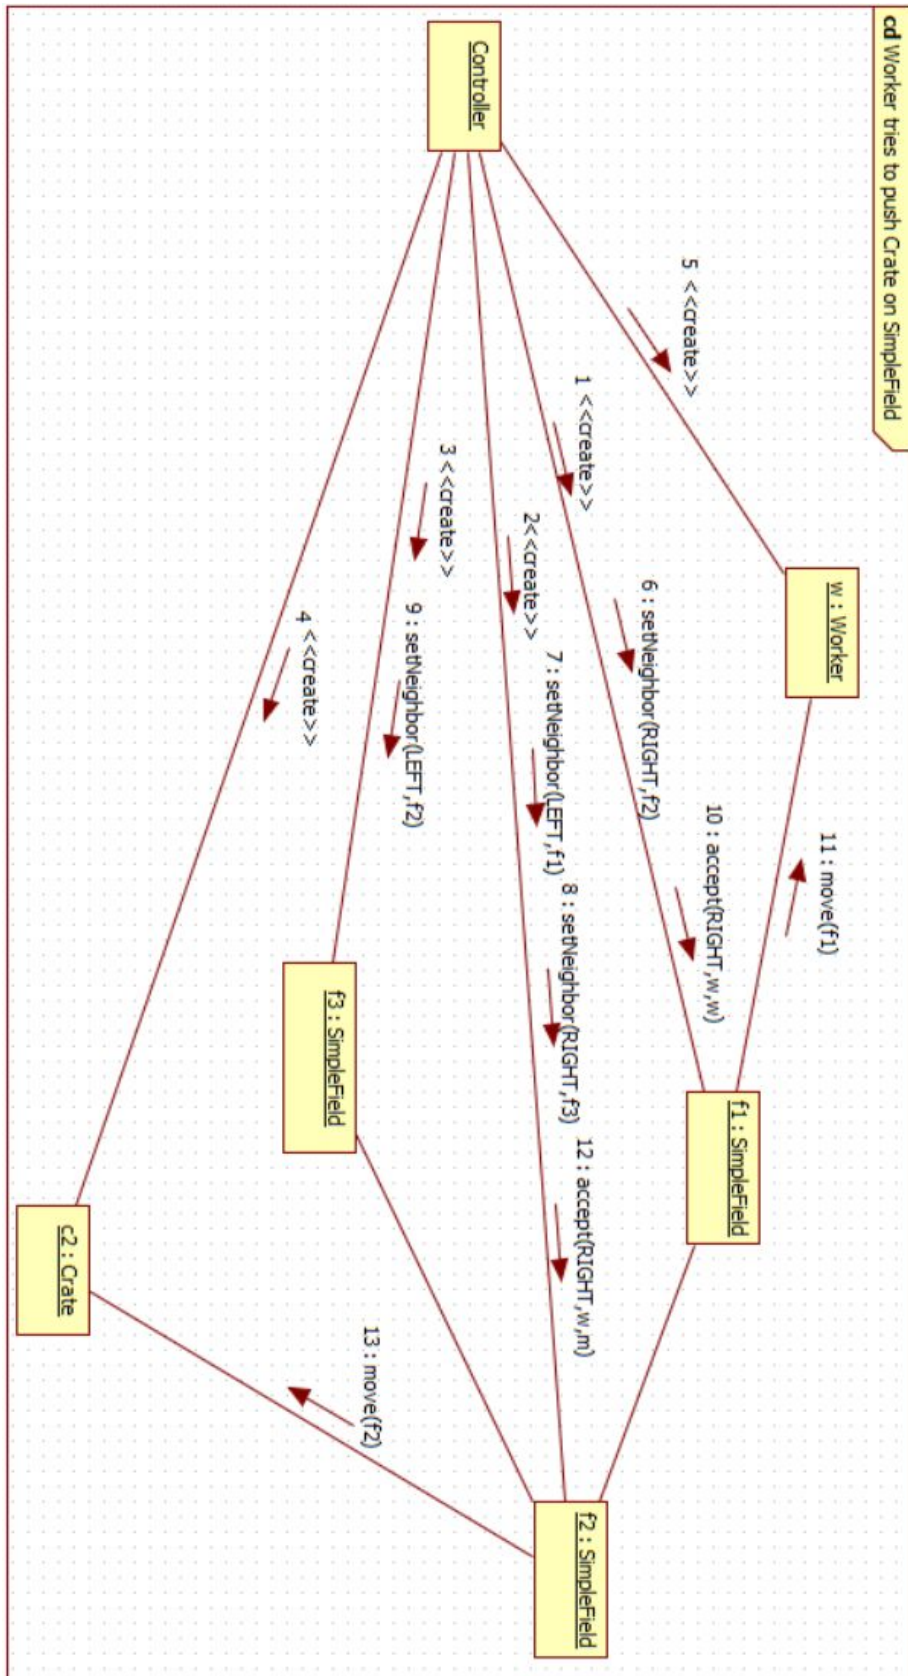 cd Worker tries to push Crate on SimpleField
Controller
5 <<create>>
w : Worker
1 <<create>>
6 : setNeighbor(RIGHT,f2)
10 : accept(RIGHT,w,w)
11 : move(f1)
f1 : SimpleField
2<<create>>
7 : setNeighbor(LEFT,f1)
8 : setNeighbor(RIGHT,f3)
12 : accept(RIGHT,w,m)
f2 : SimpleField
3 <<create>>
9 : setNeighbor(LEFT,f2)
f3 : SimpleField
4 <<create>>
13 : move(f2)
c2 : Crate